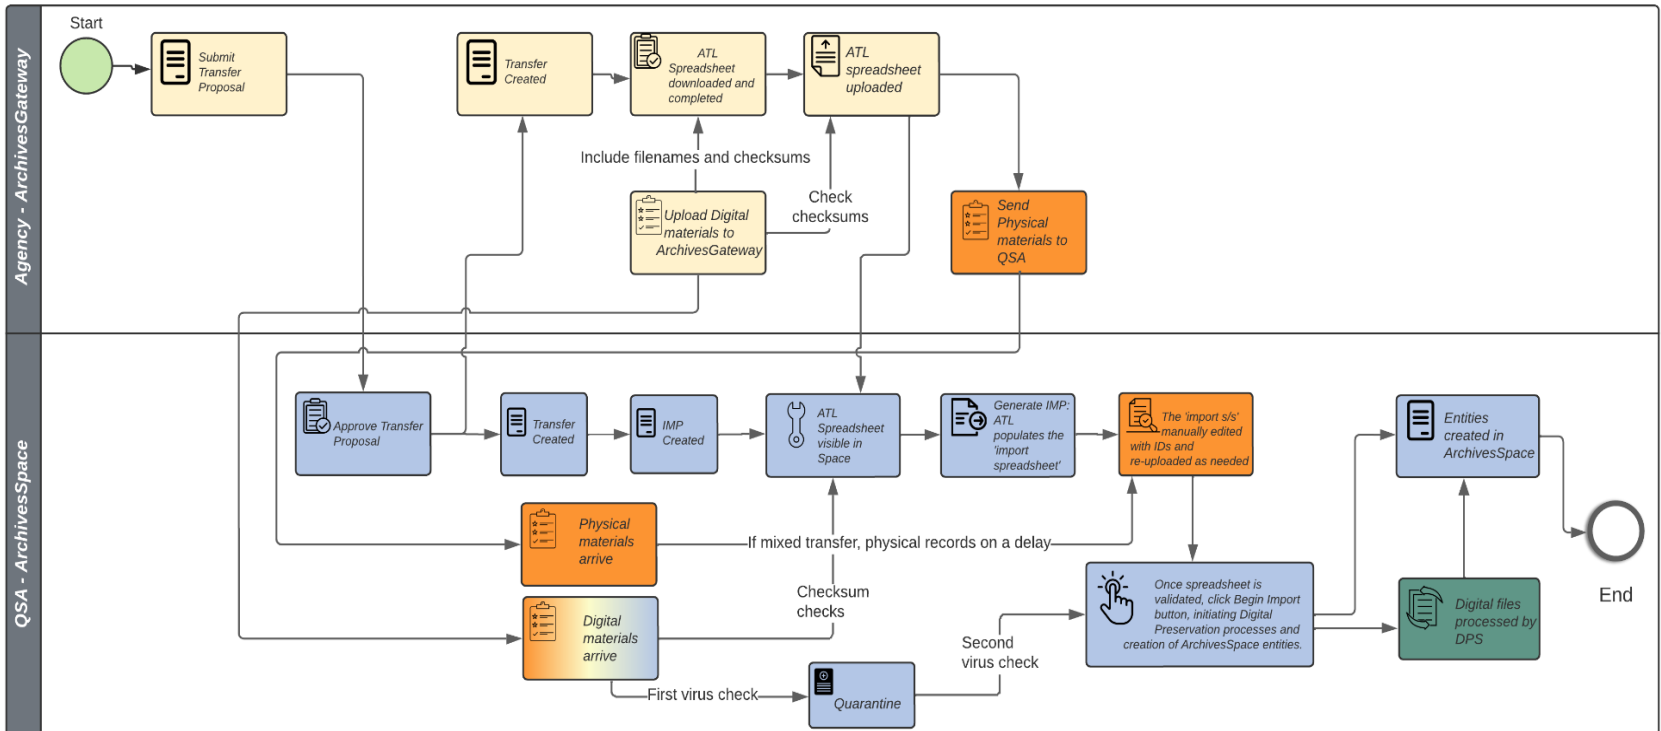 Agency - ArchivesGateway
Start
Submit
Transfer
Proposal
Transfer
Created
ATL
Spreadsheet
downloaded and
completed
ATL
spreadsheet
uploaded
Include filenames and checksums
Check
checksums
Upload Digital
materials to
ArchivesGateway
Send
Physical
materials to
QSA
QSA - ArchivesSpace
Approve Transfer
Proposal
Transfer
Created
IMP
Created
ATL
Spreadsheet
visible in
Space
Generate IMP:
ATL
populates the
'import
spreadsheet'
The 'import s/s'
manually edited
with IDs and
re-uploaded as needed
Entities
created in
ArchivesSpace
Physical
materials
arrive
If mixed transfer, physical records on a delay
Checksum
checks
Digital
materials
arrive
First virus check
Quarantine
Second
virus check
Once spreadsheet is
validated, click Begin Import
button, initiating Digital
Preservation processes and
creation of ArchivesSpace entities.
Digital files
processed by
DPS
End